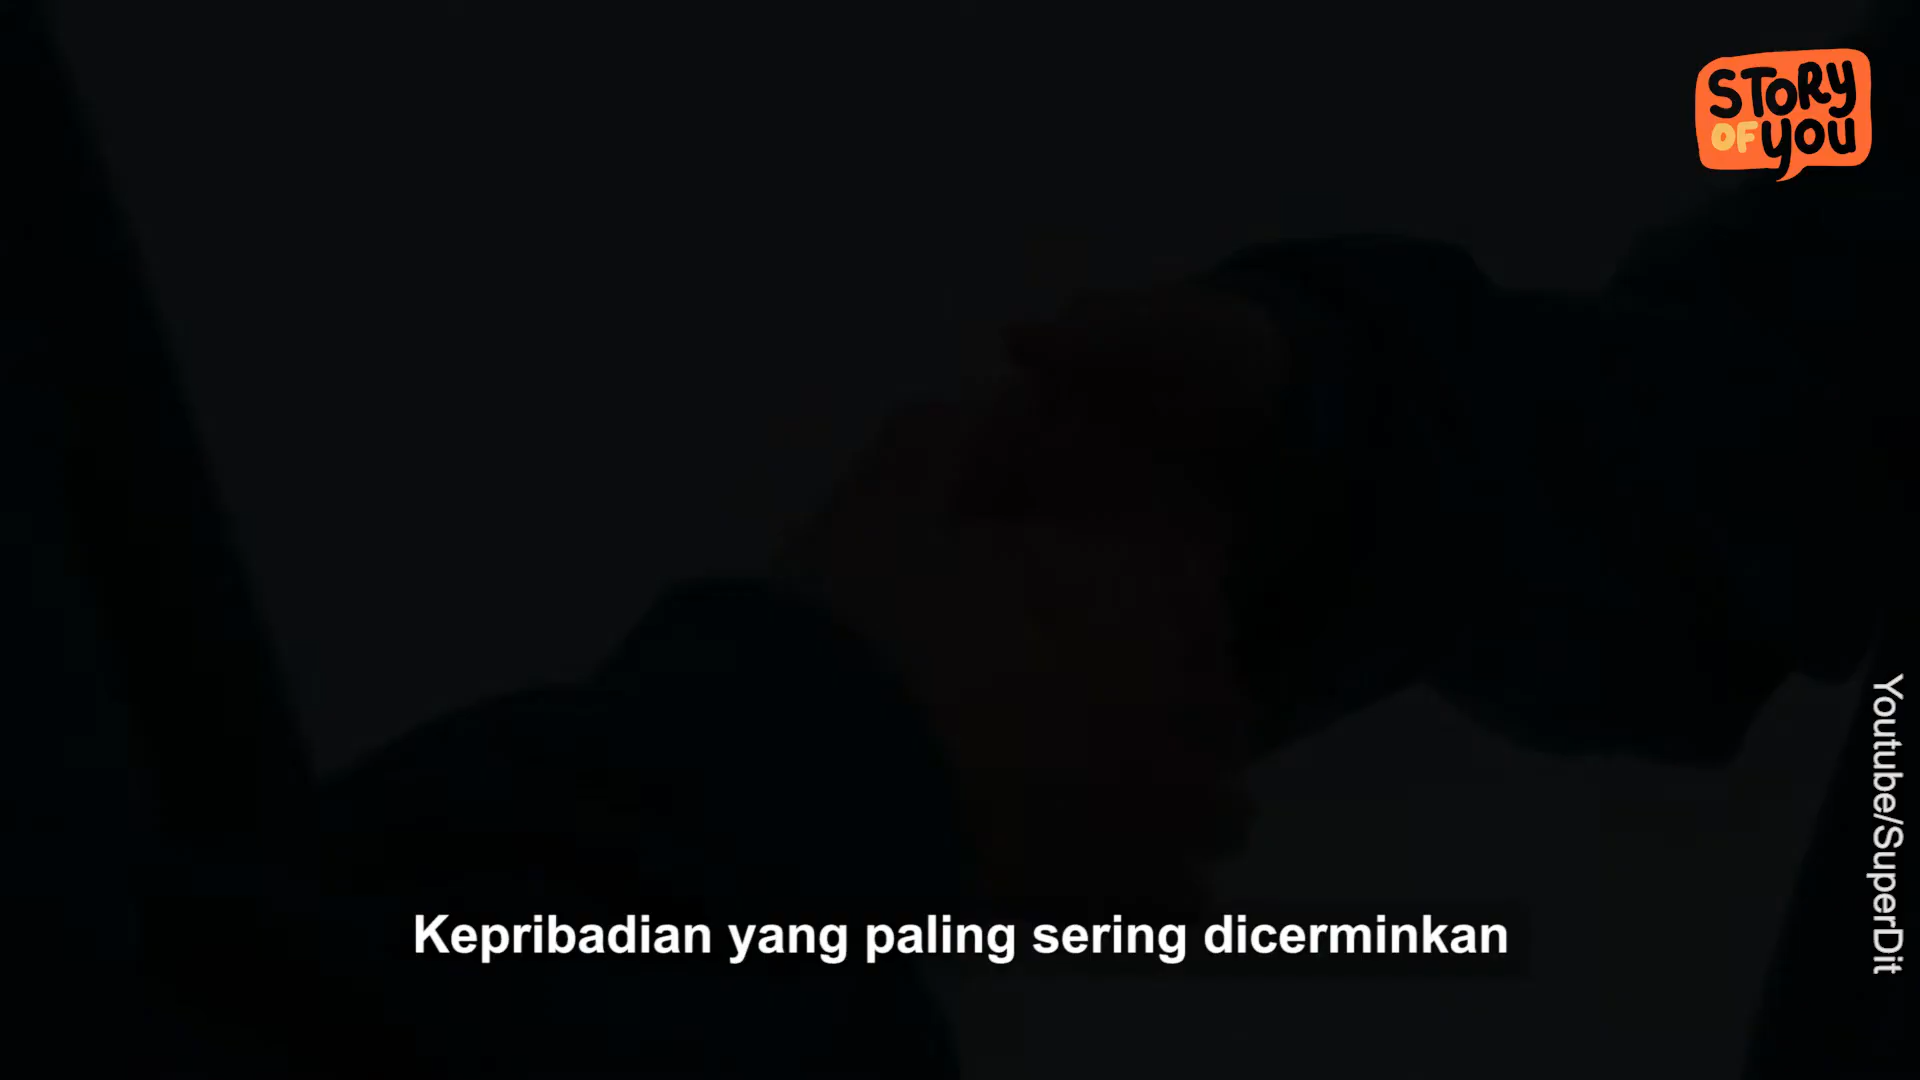 STORY
OF YOU
Youtube/SuperDit
Kepribadian yang paling sering dicerminkan